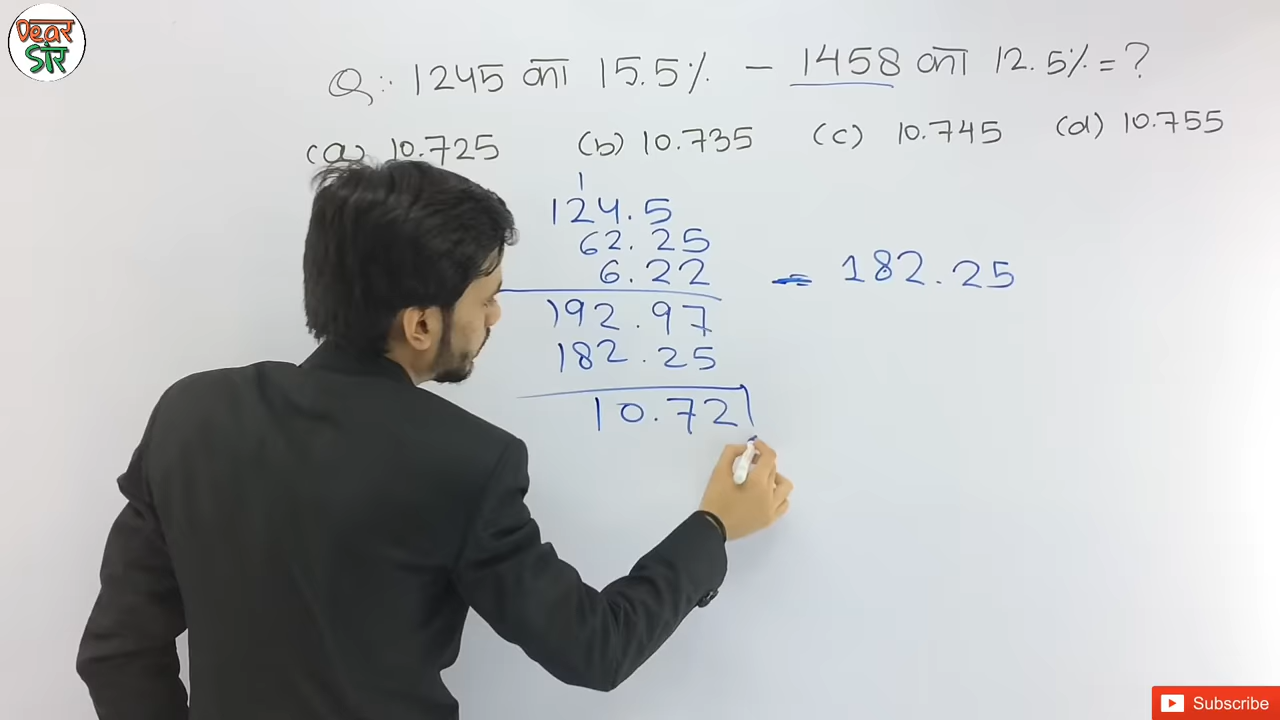 Dear
सर
Q:- 1245 का 15.5% - 1458 का 12.5% = ?
(a) 10.725 (b) 10.735 (c) 10.745 (d) 10.755
1
124.5
62.25
6.22 = 182.25
192.97
182.25
10.72
Subscribe